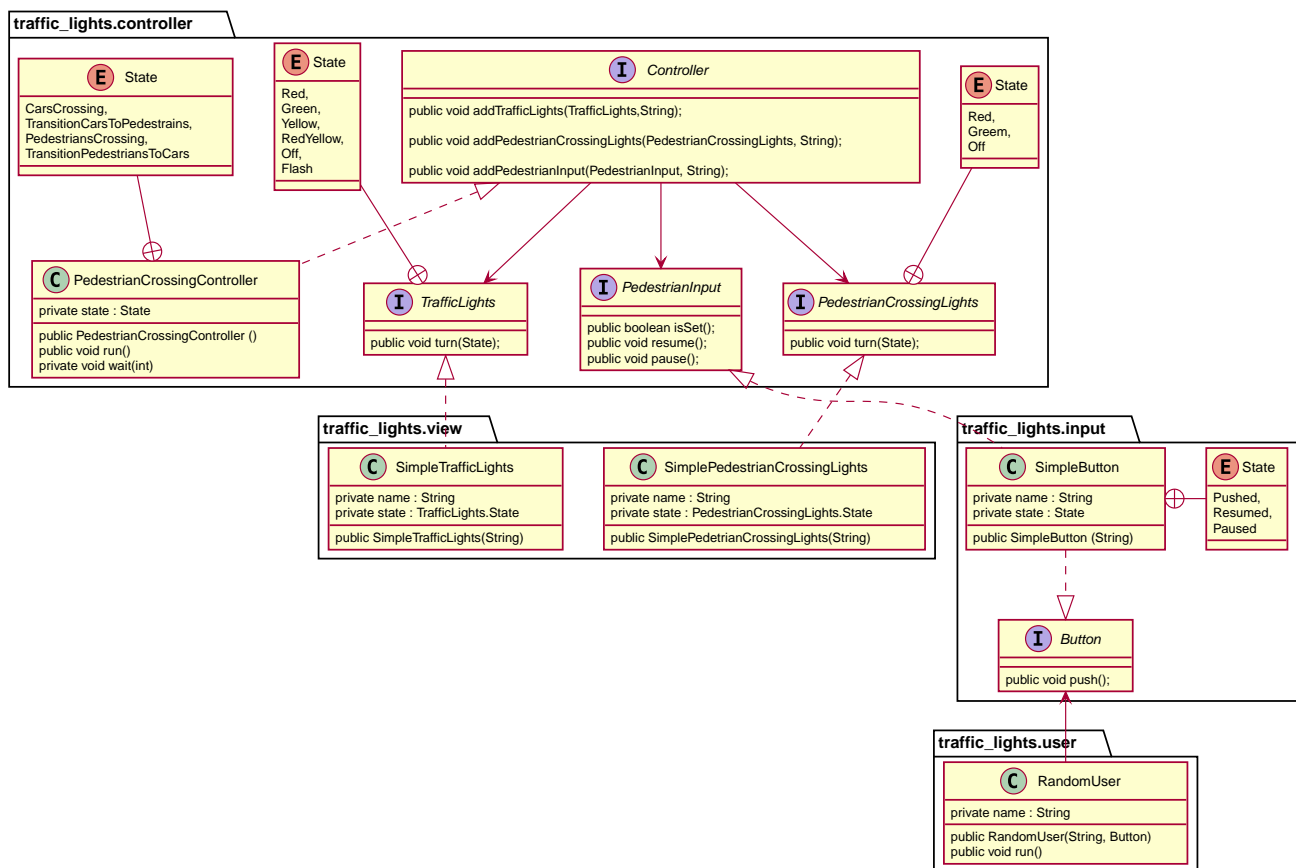 traffic_lights.controller
E State
CarsCrossing,
TransitionCarsToPedestrains,
PedestriansCrossing,
TransitionPedestriansToCars
E State
Red,
Green,
Yellow,
RedYellow,
Off,
Flash
I Controller
public void addTrafficLights(TrafficLights,String);
public void addPedestrianCrossingLights(PedestrianCrossingLights, String);
public void addPedestrianInput(PedestrianInput, String);
E State
Red,
Greem,
Off
C PedestrianCrossingController
private state : State
public PedestrianCrossingController ()
public void run()
private void wait(int)
I TrafficLights
public void turn(State);
I PedestrianInput
public boolean isSet();
public void resume();
public void pause();
I PedestrianCrossingLights
public void turn(State);
traffic_lights.view
C SimpleTrafficLights
private name : String
private state : TrafficLights.State
public SimpleTrafficLights(String)
C SimplePedestrianCrossingLights
private name : String
private state : PedestrianCrossingLights.State
public SimplePedetrianCrossingLights(String)
traffic_lights.input
C SimpleButton
private name : String
private state : State
public SimpleButton (String)
E State
Pushed,
Resumed,
Paused
I Button
public void push();
traffic_lights.user
C RandomUser
private name : String
public RandomUser(String, Button)
public void run()